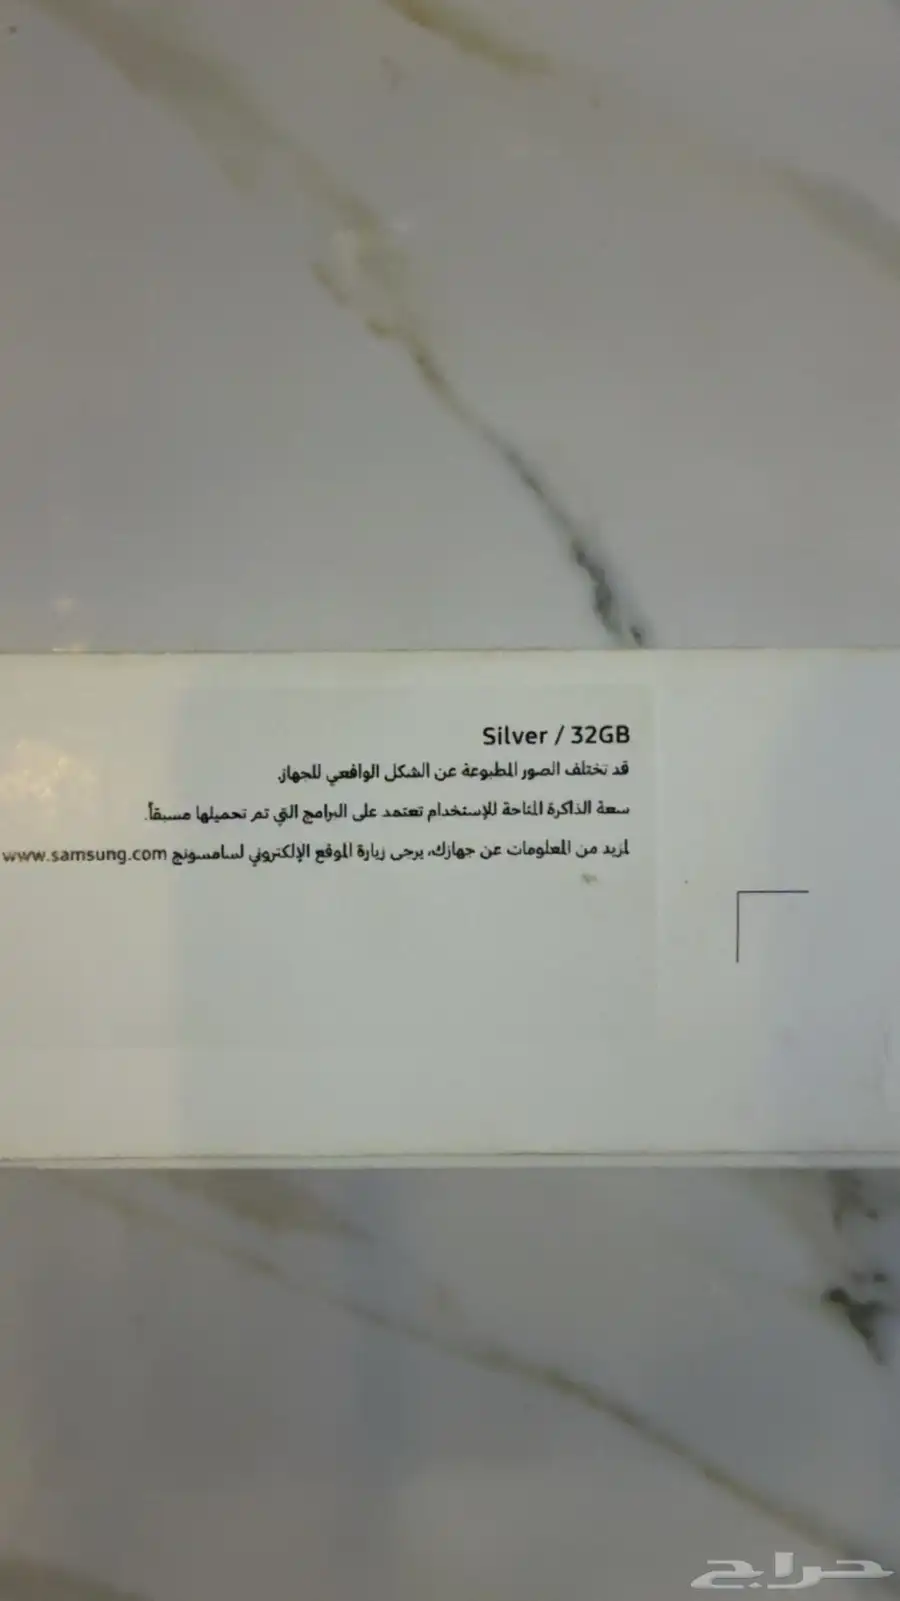 Silver / 32GB
قد تختلف الصور المطبوعة عن الشكل الواقعي للجهاز.
سعة الذاكرة المتاحة للإستخدام تعتمد على البرامج التي تم تحميلها مسبقاً.
لمزيد من المعلومات عن جهازك، يرجى زيارة الموقع الإلكتروني لسامسونج www.samsung.com
حراج